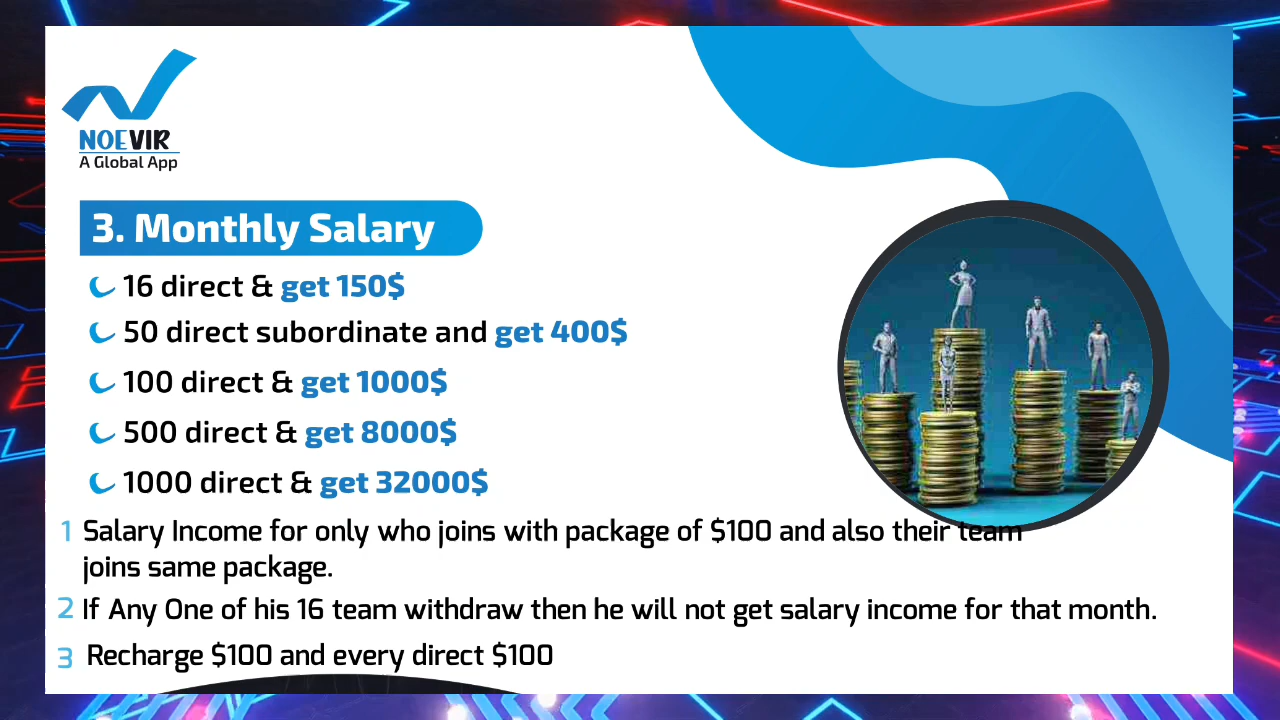 NOEVIR
A Global App
3. Monthly Salary
16 direct & get 150$
50 direct subordinate and get 400$
100 direct & get 1000$
500 direct & get 8000$
1000 direct & get 32000$
1 Salary Income for only who joins with package of $100 and also their team
joins same package.
2 If Any One of his 16 team withdraw then he will not get salary income for that month.
3 Recharge $100 and every direct $100